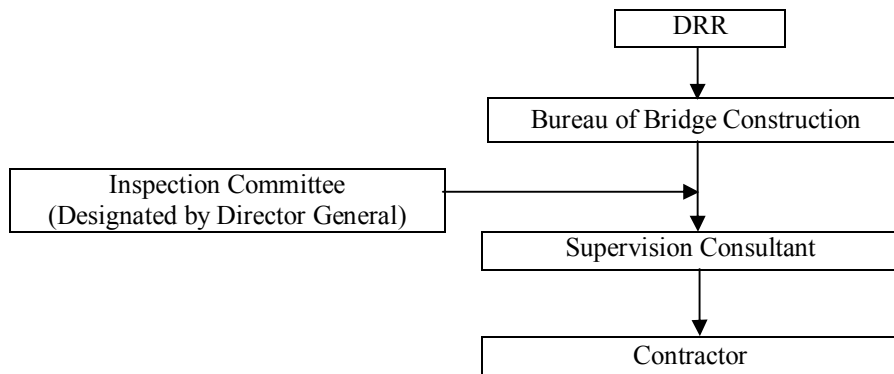 DRR
Bureau of Bridge Construction
Inspection Committee
(Designated by Director General)
Supervision Consultant
Contractor